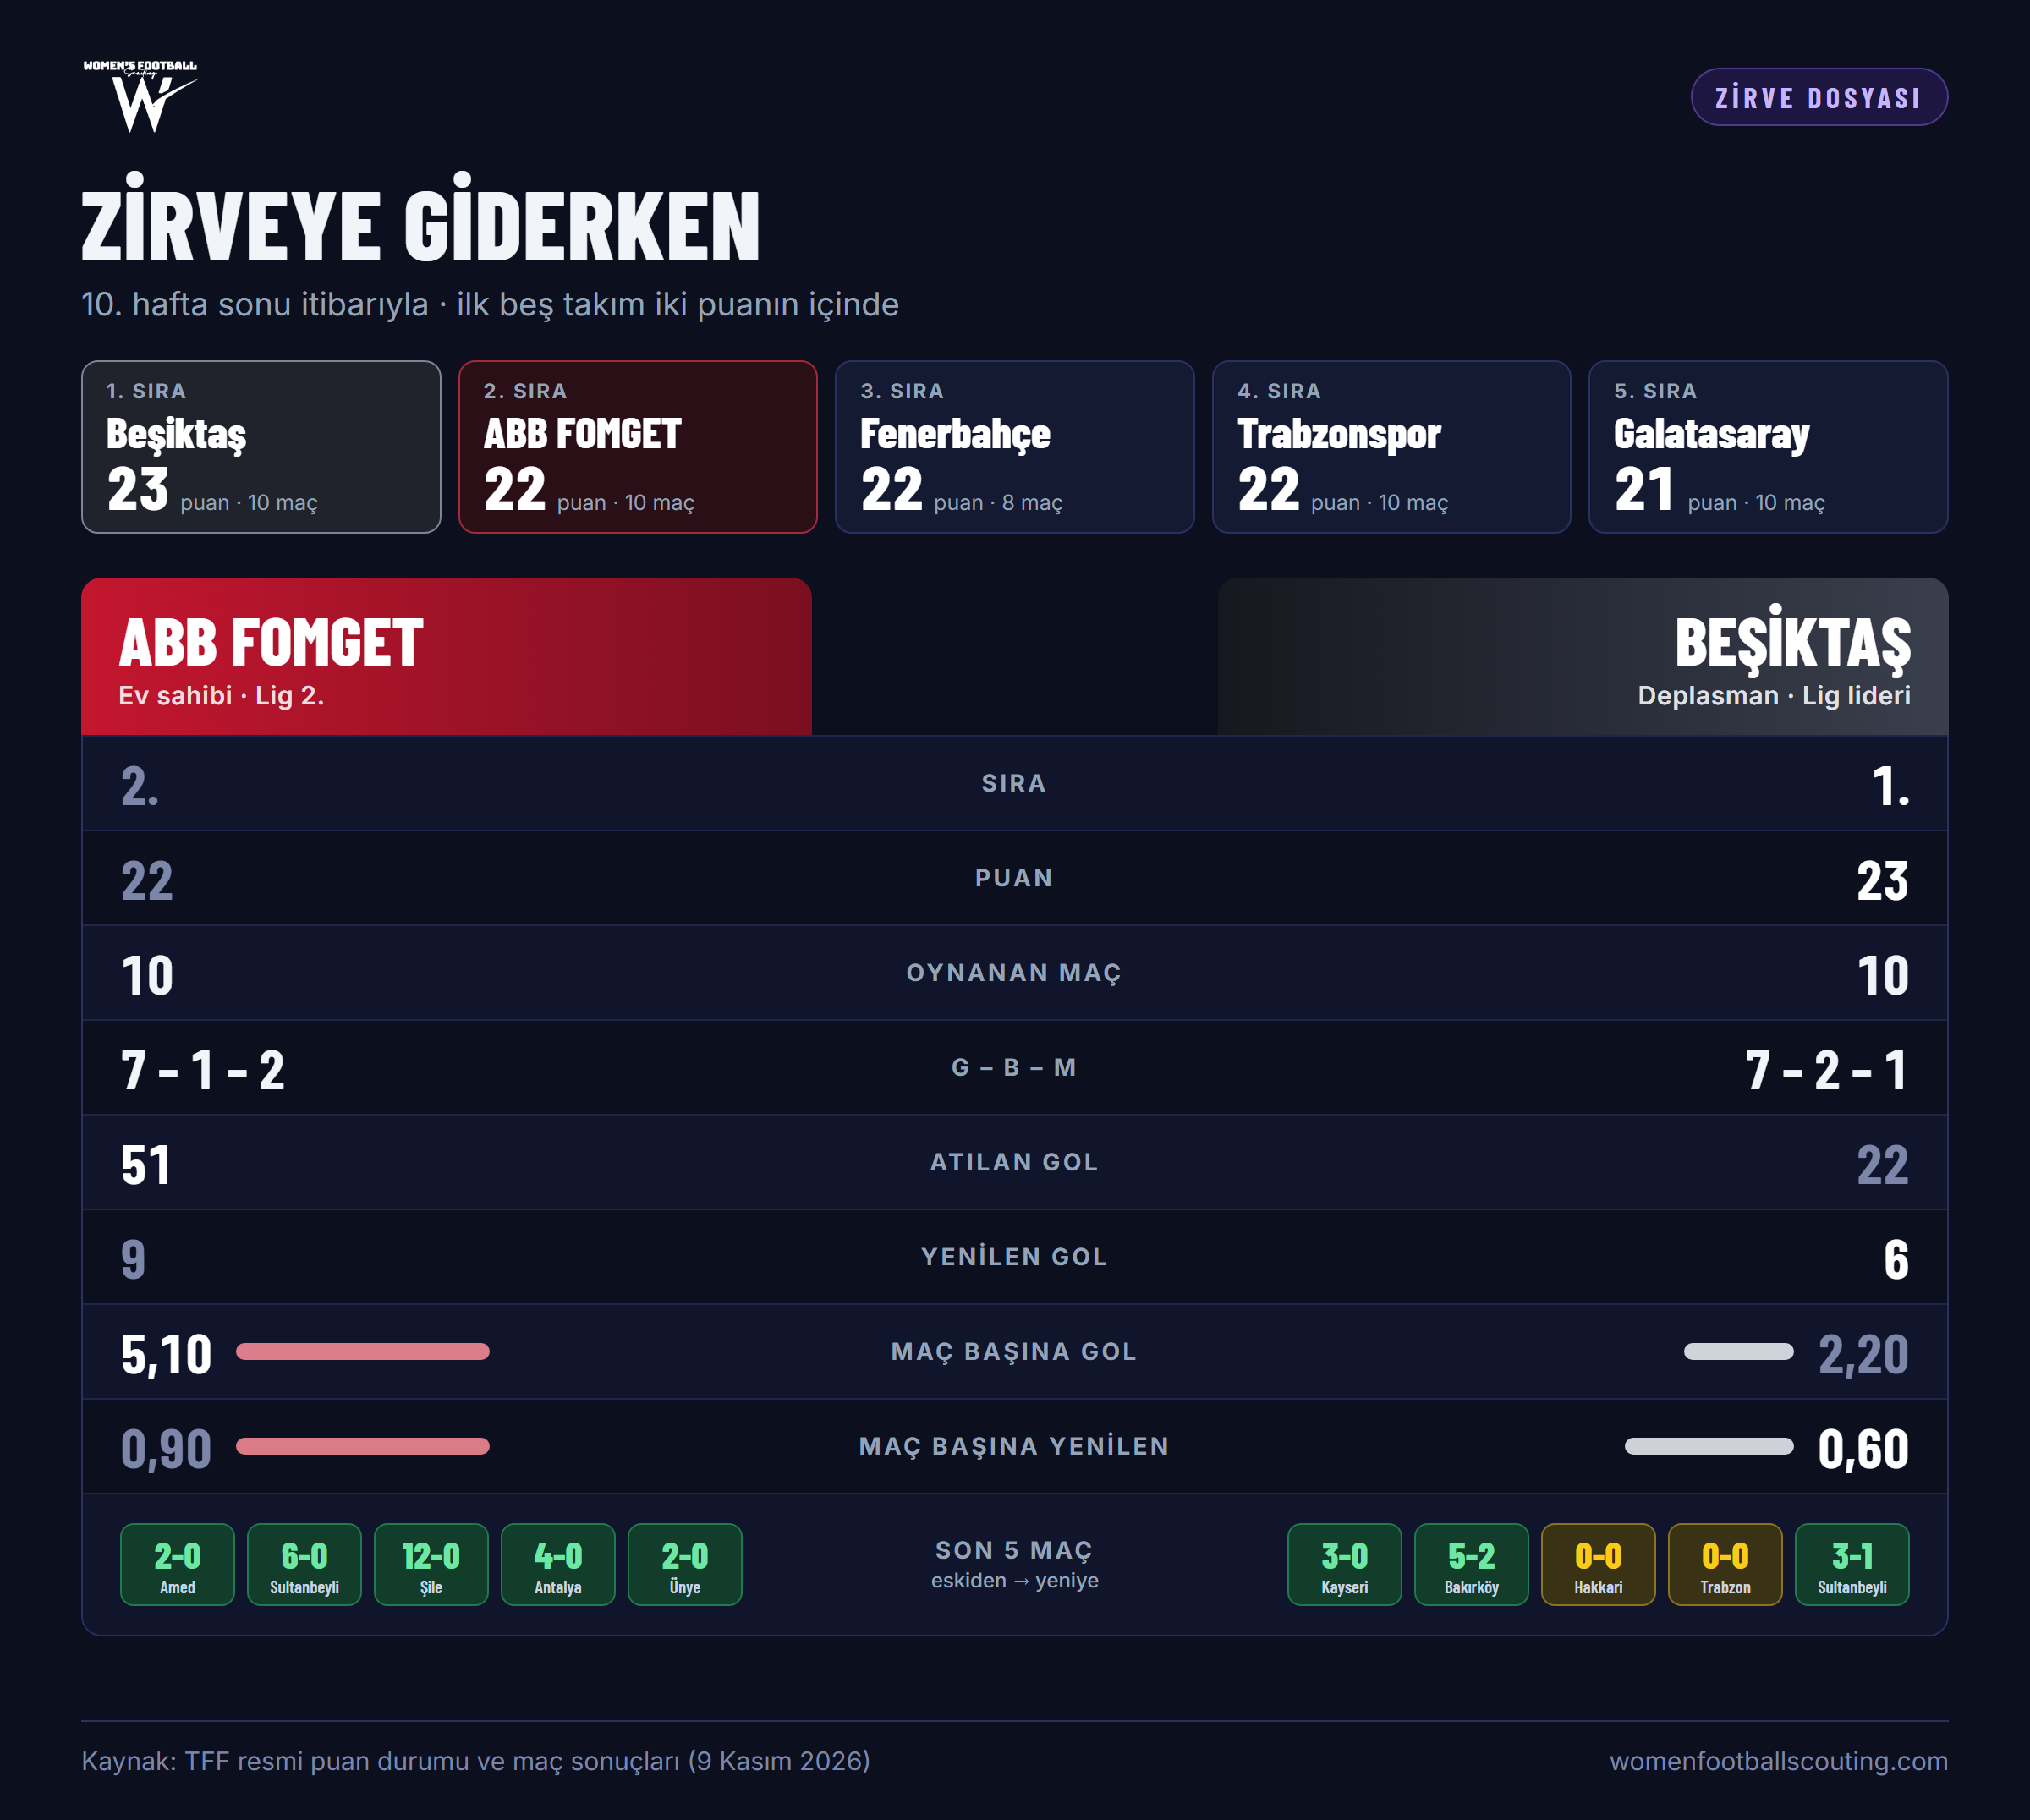 WOMEN'S FOOTBALL
Scouting
W
ZİRVE DOSYASI
ZİRVEYE GİDERKEN
10. hafta sonu itibarıyla · ilk beş takım iki puanın içinde
1. SIRA
Beşiktaş
23 puan · 10 maç
2. SIRA
ABB FOMGET
22 puan · 10 maç
3. SIRA
Fenerbahçe
22 puan · 8 maç
4. SIRA
Trabzonspor
22 puan · 10 maç
5. SIRA
Galatasaray
21 puan · 10 maç
ABB FOMGET
Ev sahibi · Lig 2.
BEŞİKTAŞ
Deplasman · Lig lideri
2. SIRA 1.
22 PUAN 23
10 OYNANAN MAÇ 10
7 – 1 – 2 G – B – M 7 – 2 – 1
51 ATILAN GOL 22
9 YENİLEN GOL 6
5,10 MAÇ BAŞINA GOL 2,20
0,90 MAÇ BAŞINA YENİLEN 0,60
2-0
Amed
6-0
Sultanbeyli
12-0
Şile
4-0
Antalya
2-0
Ünye
SON 5 MAÇ
eskiden → yeniye
3-0
Kayseri
5-2
Bakırköy
0-0
Hakkari
0-0
Trabzon
3-1
Sultanbeyli
Kaynak: TFF resmi puan durumu ve maç sonuçları (9 Kasım 2026)
womenfootballscouting.com